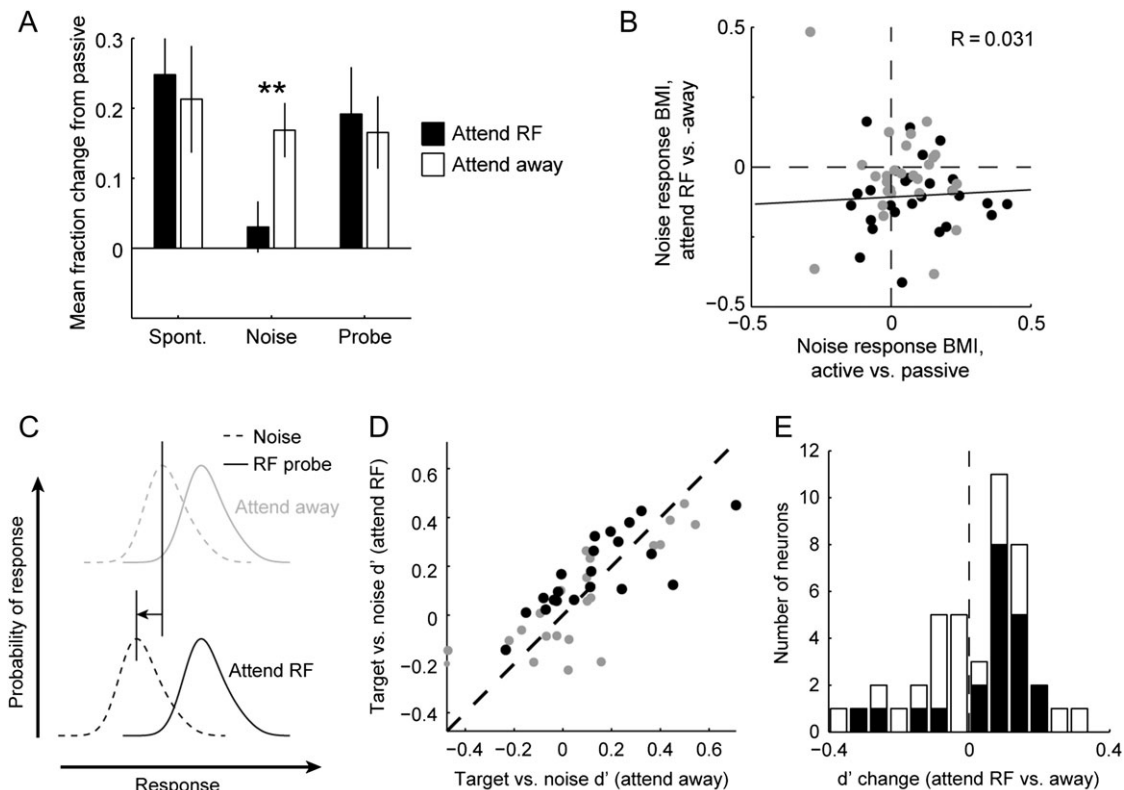 A
Mean fraction change from passive
0.3
0.2
0.1
0
**
Spont.
Noise
Probe
Attend RF
Attend away
B
R = 0.031
Noise response BMI,
attend RF vs. -away
0.5
0
−0.5
−0.5
0
0.5
Noise response BMI,
active vs. passive
C
Noise
RF probe
Attend away
Attend RF
Probability of response
Response
D
Target vs. noise d’ (attend RF)
0.6
0.4
0.2
0
−0.2
−0.4
−0.4
−0.2
0
0.2
0.4
0.6
Target vs. noise d’ (attend away)
E
Number of neurons
12
10
8
6
4
2
0
−0.4
0
0.4
d’ change (attend RF vs. away)